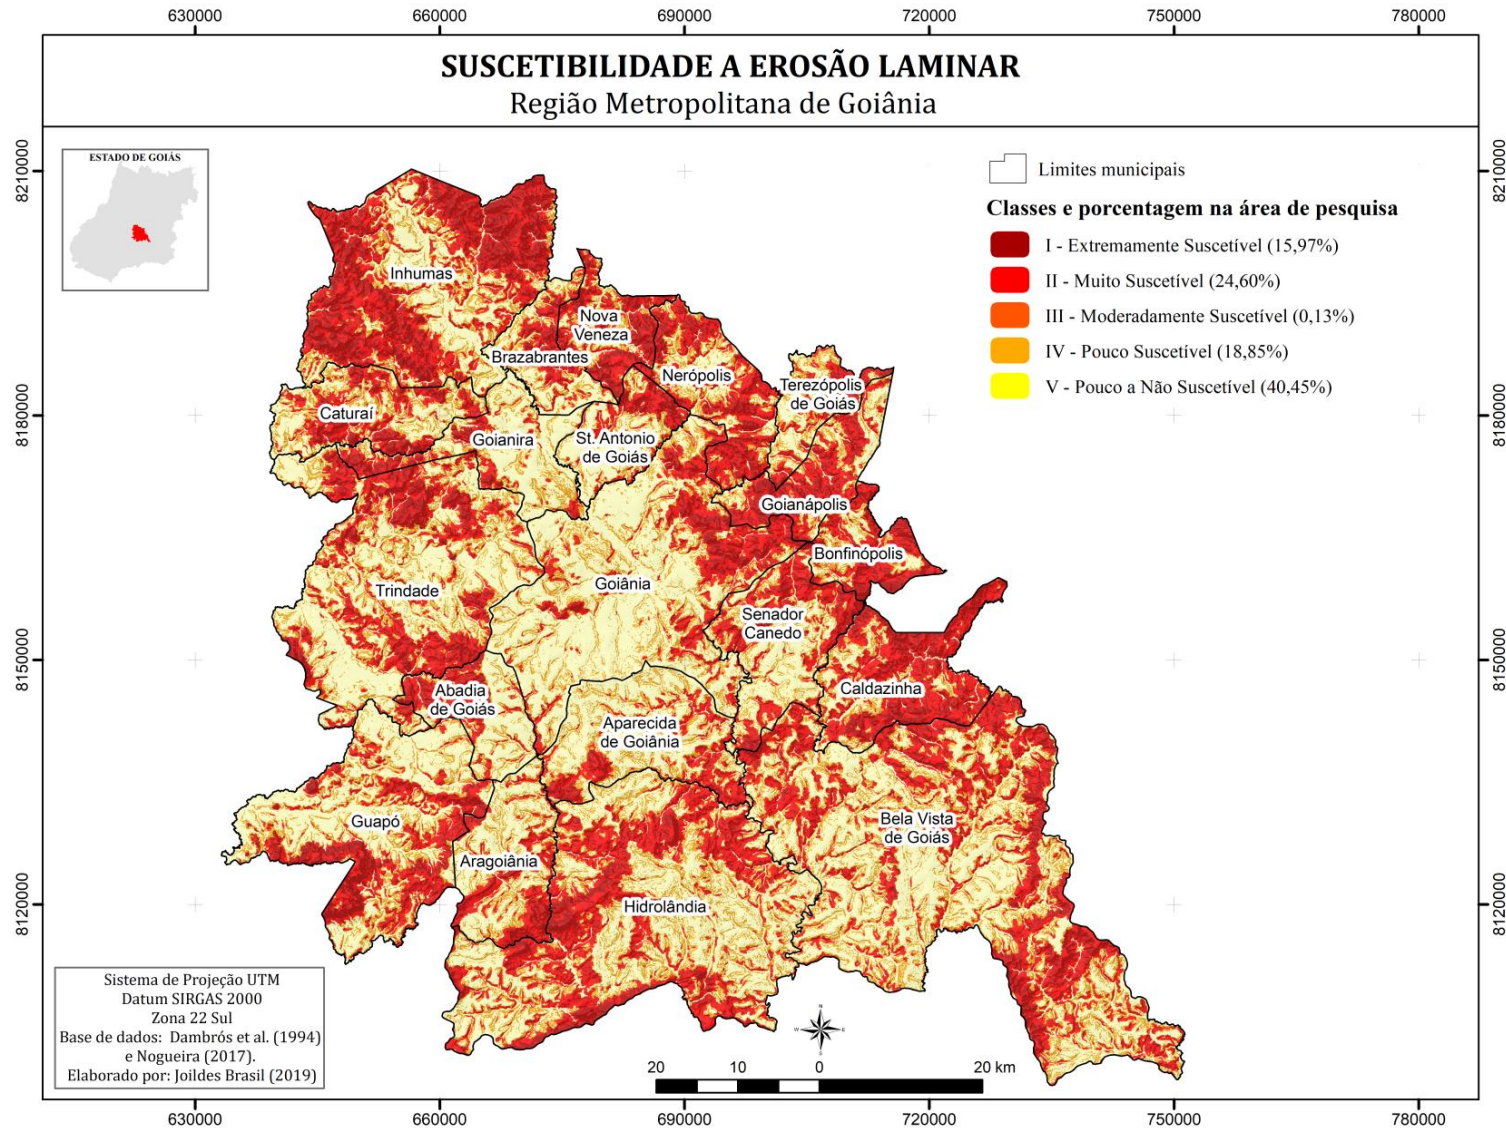 630000 660000 690000 720000 750000 780000
SUSCETIBILIDADE A EROSÃO LAMINAR
Região Metropolitana de Goiânia
8210000
8180000
8150000
8120000
ESTADO DE GOIÁS
Limites municipais
Classes e porcentagem na área de pesquisa
I - Extremamente Suscetível (15,97%)
II - Muito Suscetível (24,60%)
III - Moderadamente Suscetível (0,13%)
IV - Pouco Suscetível (18,85%)
V - Pouco a Não Suscetível (40,45%)
Inhumas
Nova
Veneza
Brazabrantes
Nerópolis
Terezópolis
de Goiás
Caturaí
Goianira
St. Antonio
de Goiás
Goianápolis
Bonfinópolis
Trindade
Goiânia
Senador
Canedo
Abadia
de Goiás
Caldazinha
Aparecida
de Goiânia
Guapó
Bela Vista
de Goiás
Aragoiânia
Hidrolândia
Sistema de Projeção UTM
Datum SIRGAS 2000
Zona 22 Sul
Base de dados: Dambrós et al. (1994)
e Nogueira (2017).
Elaborado por: Joildes Brasil (2019)
N
W E
S
20 10 0 20 km
8210000
8180000
8150000
8120000
630000 660000 690000 720000 750000 780000